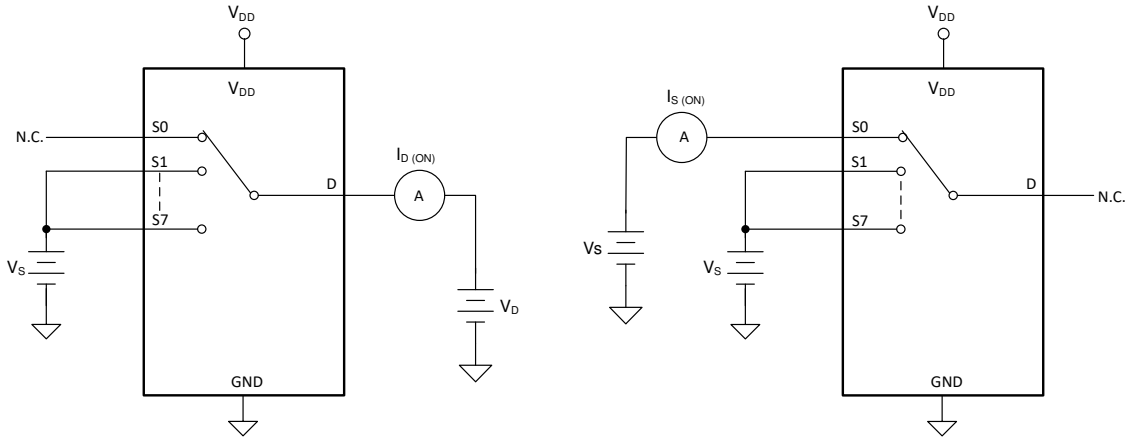 VDD
VDD
N.C.
S0
S1
S7
VS
D
ID (ON)
A
VD
GND
VDD
VDD
IS (ON)
A
S0
S1
S7
Vs
VS
D
N.C.
GND